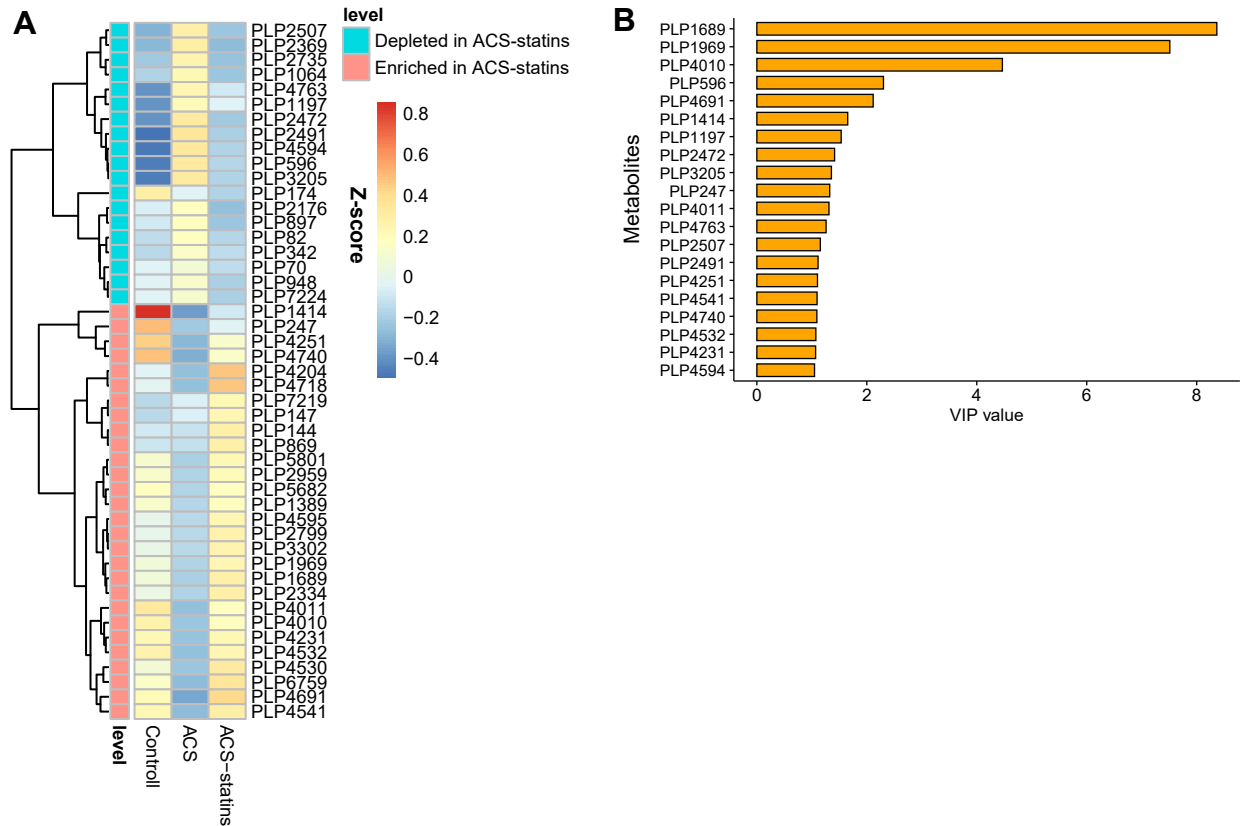 A
level
Depleted in ACS-statins
Enriched in ACS-statins
Z-score
0.8
0.6
0.4
0.2
0
−0.2
−0.4
PLP2507
PLP2369
PLP2735
PLP1064
PLP4763
PLP1197
PLP2472
PLP2491
PLP4594
PLP596
PLP3205
PLP174
PLP2176
PLP897
PLP82
PLP342
PLP70
PLP948
PLP7224
PLP1414
PLP247
PLP4251
PLP4740
PLP4204
PLP4718
PLP7219
PLP147
PLP144
PLP869
PLP5801
PLP2959
PLP5682
PLP1389
PLP4595
PLP2799
PLP3302
PLP1969
PLP1689
PLP2334
PLP4011
PLP4010
PLP4231
PLP4532
PLP4530
PLP6759
PLP4691
PLP4541
level
Controll
ACS
ACS−statins
B
Metabolites
PLP1689
PLP1969
PLP4010
PLP596
PLP4691
PLP1414
PLP1197
PLP2472
PLP3205
PLP247
PLP4011
PLP4763
PLP2507
PLP2491
PLP4251
PLP4541
PLP4740
PLP4532
PLP4231
PLP4594
0 2 4 6 8
VIP value